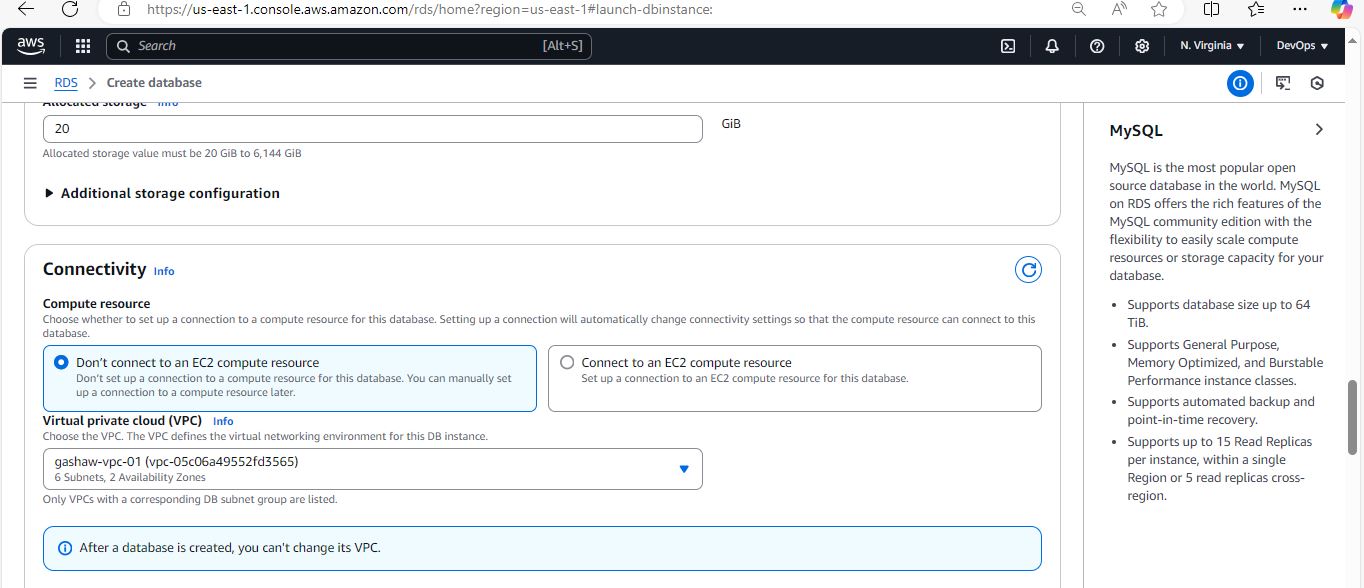 https://us-east-1.console.aws.amazon.com/rds/home?region=us-east-1#launch-dbinstance:
aws
Search
[Alt+S]
N. Virginia
DevOps
RDS
Create database
Allocated storage Info
20
GiB
Allocated storage value must be 20 GiB to 6,144 GiB
Additional storage configuration
Connectivity Info
Compute resource
Choose whether to set up a connection to a compute resource for this database. Setting up a connection will automatically change connectivity settings so that the compute resource can connect to this
database.
Don't connect to an EC2 compute resource
Don't set up a connection to a compute resource for this database. You can manually set
up a connection to a compute resource later.
Connect to an EC2 compute resource
Set up a connection to an EC2 compute resource for this database.
Virtual private cloud (VPC) Info
Choose the VPC. The VPC defines the virtual networking environment for this DB instance.
gashaw-vpc-01 (vpc-05c06a49552fd3565)
6 Subnets, 2 Availability Zones
Only VPCs with a corresponding DB subnet group are listed.
After a database is created, you can't change its VPC.
MySQL
MySQL is the most popular open
source database in the world. MySQL
on RDS offers the rich features of the
MySQL community edition with the
flexibility to easily scale compute
resources or storage capacity for your
database.
• Supports database size up to 64
TiB.
• Supports General Purpose,
Memory Optimized, and Burstable
Performance instance classes.
• Supports automated backup and
point-in-time recovery.
• Supports up to 15 Read Replicas
per instance, within a single
Region or 5 read replicas cross-
region.